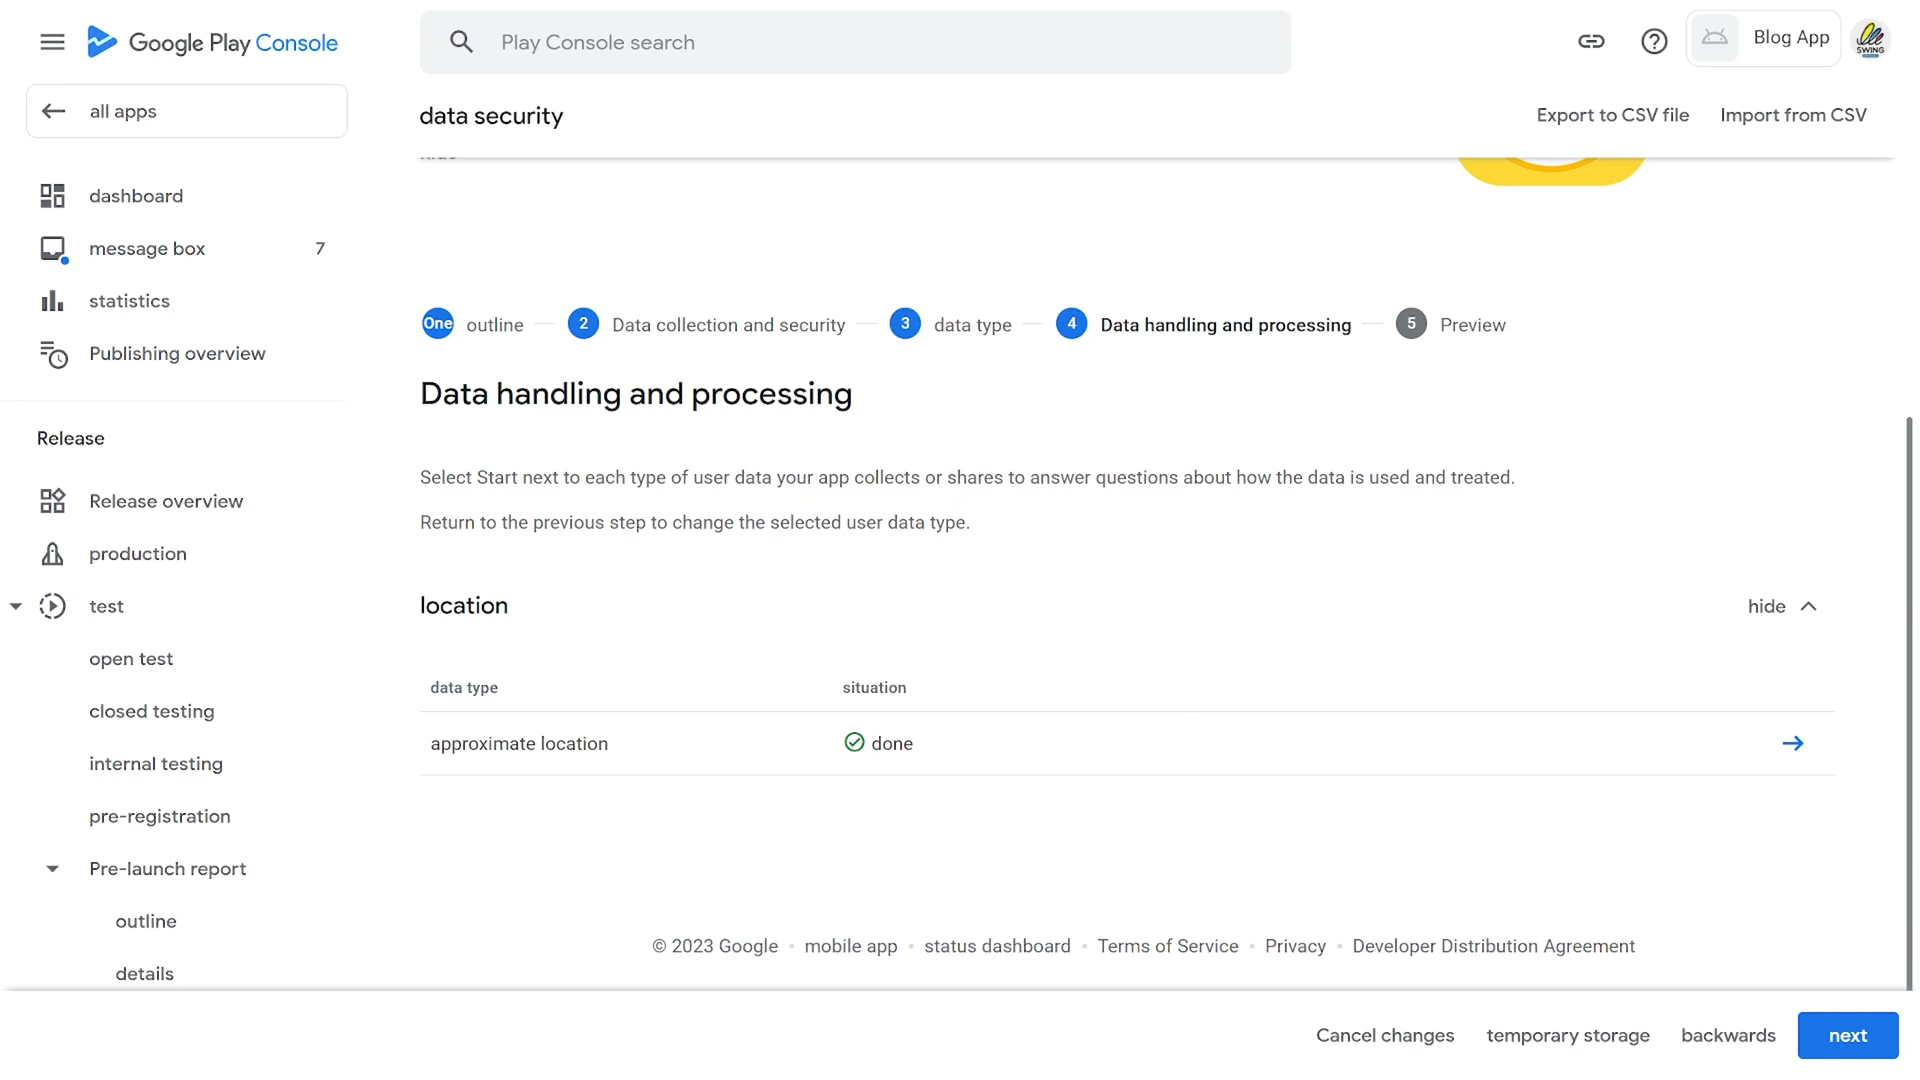 Google Play Console
Play Console search
Blog App
SWING
all apps
data security
Export to CSV file
Import from CSV
dashboard
message box 7
statistics
Publishing overview
One outline
2 Data collection and security
3 data type
4 Data handling and processing
5 Preview
Data handling and processing
Release
Select Start next to each type of user data your app collects or shares to answer questions about how the data is used and treated.
Release overview
Return to the previous step to change the selected user data type.
production
test
location
hide
open test
data type situation
closed testing
approximate location done
internal testing
pre-registration
Pre-launch report
outline
© 2023 Google • mobile app • status dashboard • Terms of Service • Privacy • Developer Distribution Agreement
details
Cancel changes
temporary storage
backwards
next